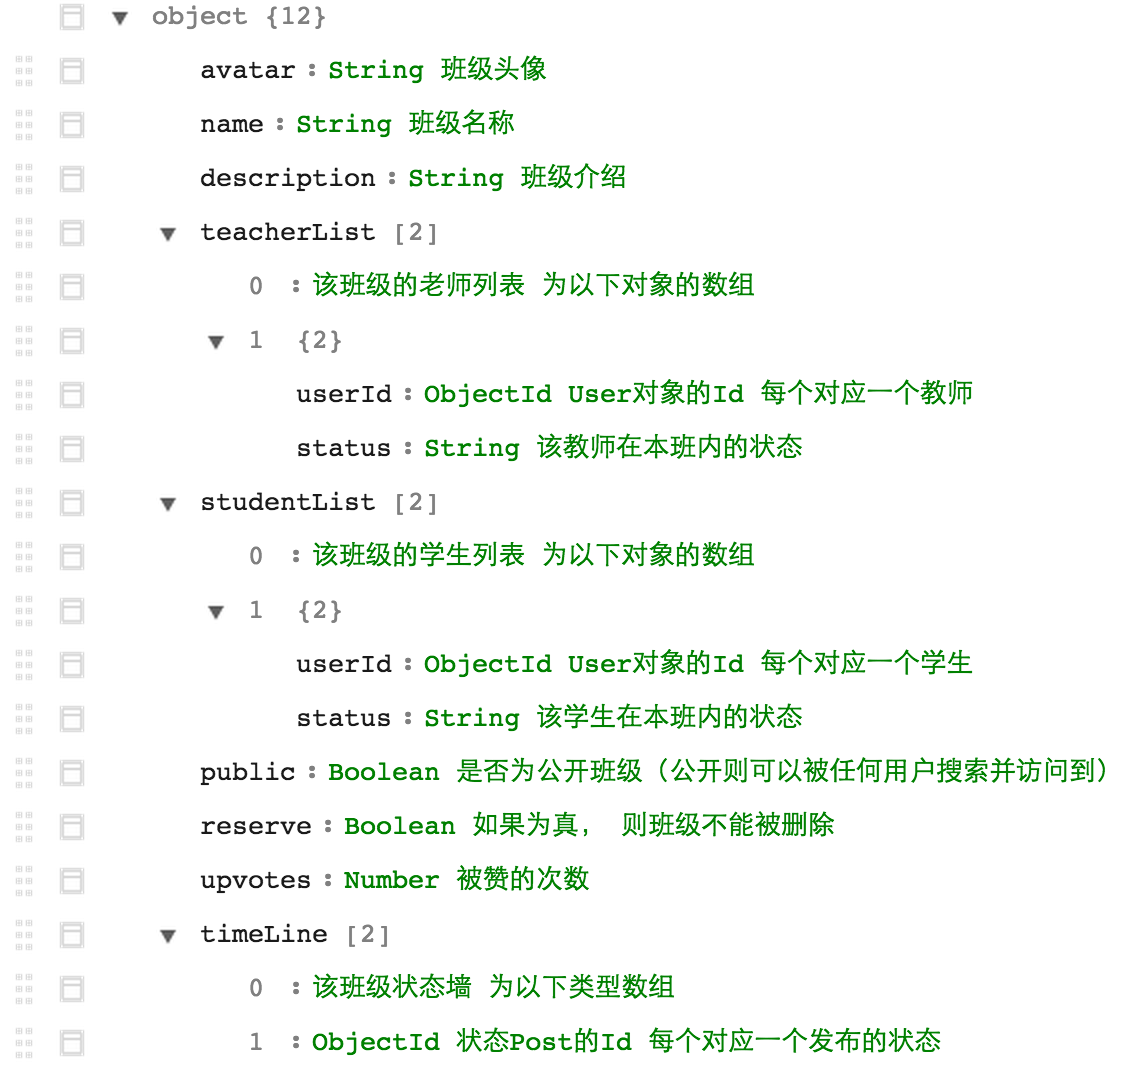 object {12}
avatar : String 班级头像
name : String 班级名称
description : String 班级介绍
teacherList [2]
0 : 该班级的老师列表 为以下对象的数组
1 {2}
userId : ObjectId User对象的Id 每个对应一个教师
status : String 该教师在本班内的状态
studentList [2]
0 : 该班级的学生列表 为以下对象的数组
1 {2}
userId : ObjectId User对象的Id 每个对应一个学生
status : String 该学生在本班内的状态
public : Boolean 是否为公开班级（公开则可以被任何用户搜索并访问到）
reserve : Boolean 如果为真， 则班级不能被删除
upvotes : Number 被赞的次数
timeLine [2]
0 : 该班级状态墙 为以下类型数组
1 : ObjectId 状态Post的Id 每个对应一个发布的状态